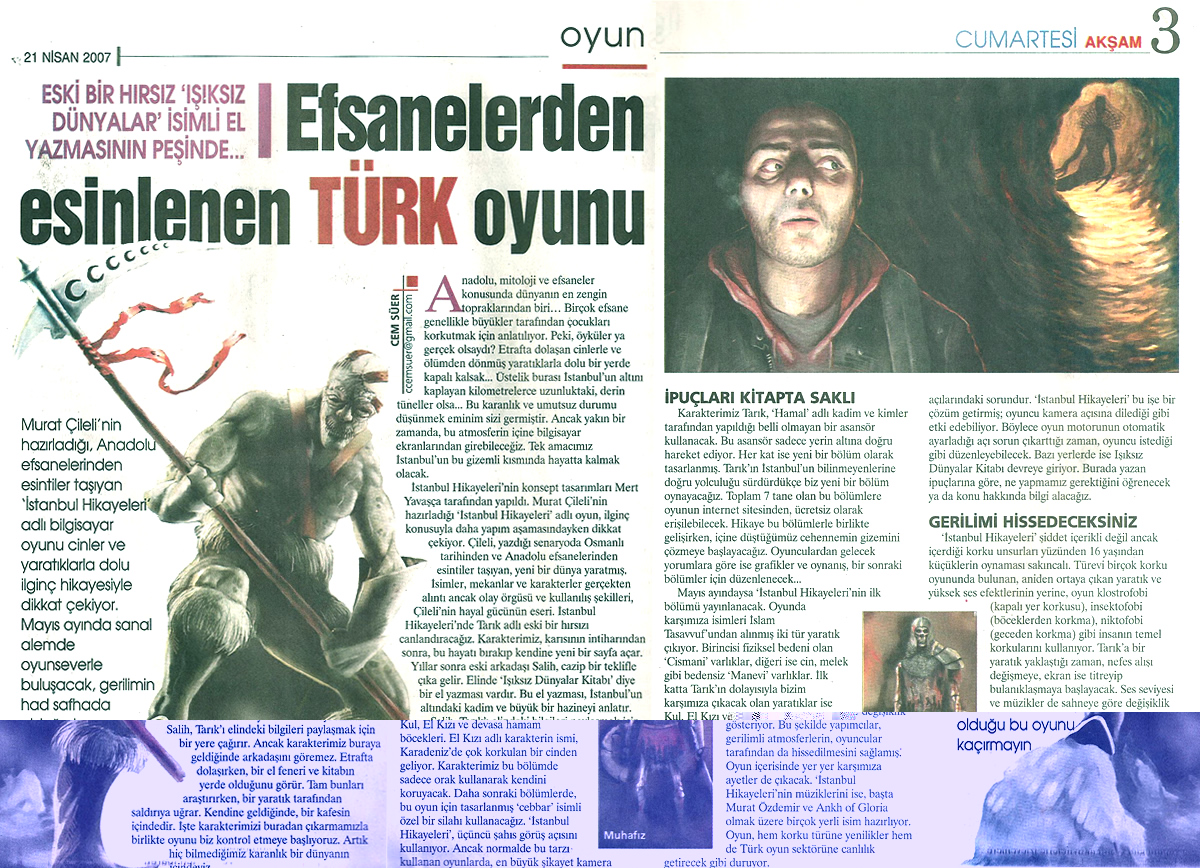 21 NİSAN 2007
oyun
CUMARTESİ AKŞAM 3
ESKİ BİR HIRSIZ ‘IŞIKSIZ
DÜNYALAR’ İSİMLİ EL
YAZMASININ PEŞİNDE...
Efsanelerden
esinlenen TÜRK oyunu
Murat Çileli’nin
hazırladığı, Anadolu
efsanelerinden
esintiler taşıyan
‘İstanbul Hikayeleri’
adlı bilgisayar
oyunu cinler ve
yaratıklarla dolu
ilginç hikayesiyle
dikkat çekiyor.
Mayıs ayında sanal
alemde
oyunseverle
buluşacak, gerilimin
had safhada
olduğu bu oyunu
kaçırmayın
CEM SÜER
ccemsuer@gmail.com
Anadolu, mitoloji ve efsaneler
konusunda dünyanın en zengin
topraklarından biri... Birçok efsane
genellikle büyükler tarafından çocukları
korkutmak için anlatılıyor. Peki, öyküler ya
gerçek olsaydı? Etrafta dolaşan cinlerle ve
ölümden dönmüş yaratıklarla dolu bir yerde
kapalı kalsak... Üstelik burası İstanbul’un altını
kaplayan kilometrelerce uzunluktaki, derin
tüneller olsa... Bu karanlık ve umutsuz durumu
düşünmek eminim sizi germiştir. Ancak yakın bir
zamanda, bu atmosferin içine bilgisayar
ekranlarından girebileceğiz. Tek amacımız
İstanbul’un bu gizemli kısmında hayatta kalmak
olacak.
İstanbul Hikayeleri’nin konsept tasarımları Mert
Yavaşça tarafından yapıldı. Murat Çileli’nin
hazırladığı ‘İstanbul Hikayeleri’ adlı oyun, ilginç
konusuyla daha yapım aşamasındayken dikkat
çekiyor. Çileli, yazdığı senaryoda Osmanlı
tarihinden ve Anadolu efsanelerinden
esintiler taşıyan, yeni bir dünya yaratmış.
İsimler, mekanlar ve karakterler gerçekten
alıntı ancak olay örgüsü ve kullanılış şekilleri,
Çileli’nin hayal gücünün eseri. İstanbul
Hikayeleri’nde Tarık adlı eski bir hırsızı
canlandıracağız. Karakterimiz, karısının intiharından
sonra, bu hayatı bırakıp kendine yeni bir sayfa açar.
Yıllar sonra eski arkadaşı Salih, cazip bir teklifle
çıka gelir. Elinde ‘Işıksız Dünyalar Kitabı’ diye
bir el yazması vardır. Bu el yazması, İstanbul’un
altındaki kadim ve büyük bir hazineyi anlatır.
Salih, Tarık’ı elindeki bilgileri paylaşmak için
bir yere çağırır. Ancak karakterimiz buraya
geldiğinde arkadaşını göremez. Etrafta
dolaşırken, bir el feneri ve kitabın
yerde olduğunu görür. Tam bunları
araştırırken, bir yaratık tarafından
saldırıya uğrar. Kendine geldiğinde, bir kafesin
içindedir. İşte karakterimizi buradan çıkarmamızla
birlikte oyunu biz kontrol etmeye başlıyoruz. Artık
hiç bilmediğimiz karanlık bir dünyanın
İPUÇLARI KİTAPTA SAKLI
Karakterimiz Tarık, ‘Hamal’ adlı kadim ve kimler
tarafından yapıldığı belli olmayan bir asansör
kullanacak. Bu asansör sadece yerin altına doğru
hareket ediyor. Her kat ise yeni bir bölüm olarak
tasarlanmış. Tarık’ın İstanbul’un bilinmeyenlerine
doğru yolculuğu sürdürdükçe biz yeni bir bölüm
oynayacağız. Toplam 7 tane olan bu bölümlere
oyunun internet sitesinden, ücretsiz olarak
erişilebilecek. Hikaye bu bölümlerle birlikte
gelişirken, içine düştüğümüz cehennemin gizemini
çözmeye başlayacağız. Oyunculardan gelecek
yorumlara göre ise grafikler ve oynanış, bir sonraki
bölümler için düzenlenecek...
Mayıs ayındaysa ‘İstanbul Hikayeleri’nin ilk
bölümü yayınlanacak. Oyunda
karşımıza isimleri İslam
Tasavvuf’undan alınmış iki tür yaratık
çıkıyor. Birincisi fiziksel bedeni olan
‘Cismani’ varlıklar, diğeri ise cin, melek
gibi bedensiz ‘Manevi’ varlıklar. İlk
katta Tarık’ın dolayısıyla bizim
karşımıza çıkacak olan yaratıklar ise
Kul, El Kızı ve devasa hamam
böcekleri. El Kızı adlı karakterin ismi,
Karadeniz’de çok korkulan bir cinden
geliyor. Karakterimiz bu bölümde
sadece orak kullanarak kendini
koruyacak. Daha sonraki bölümlerde,
bu oyun için tasarlanmış ‘cebbar’ isimli
özel bir silahı kullanacağız. ‘İstanbul
Hikayeleri’, üçüncü şahıs görüş açısını
kullanıyor. Ancak normalde bu tarzı
kullanan oyunlarda, en büyük şikayet kamera
açılarındaki sorundur. ‘İstanbul Hikayeleri’ bu işe bir
çözüm getirmiş; oyuncu kamera açısına dilediği gibi
etki edebiliyor. Böylece oyun motorunun otomatik
ayarladığı açı sorun çıkarttığı zaman, oyuncu istediği
gibi düzenleyebilecek. Bazı yerlerde ise Işıksız
Dünyalar Kitabı devreye giriyor. Burada yazan
ipuçlarına göre, ne yapmamız gerektiğini öğrenecek
ya da konu hakkında bilgi alacağız.
GERİLİMİ HİSSEDECEKSİNİZ
‘İstanbul Hikayeleri’ şiddet içerikli değil ancak
içerdiği korku unsurları yüzünden 16 yaşından
küçüklerin oynaması sakıncalı. Türevi birçok korku
oyununda bulunan, aniden ortaya çıkan yaratık ve
yüksek ses efektlerinin yerine, oyun klostrofobi
(kapalı yer korkusu), insektofobi
(böceklerden korkma), niktofobi
(geceden korkma) gibi insanın temel
korkularını kullanıyor. Tarık’a bir
yaratık yaklaştığı zaman, nefes alışı
değişmeye, ekran ise titreyip
bulanıklaşmaya başlayacak. Ses seviyesi
ve müzikler de sahneye göre değişiklik
gösteriyor. Bu şekilde yapımcılar,
gerilimli atmosferlerin, oyuncular
tarafından da hissedilmesini sağlamış.
Oyun içerisinde yer yer karşımıza
ayetler de çıkacak. ‘İstanbul
Hikayeleri’nin müziklerini ise, başta
Murat Özdemir ve Ankh of Gloria
olmak üzere birçok yerli isim hazırlıyor.
Oyun, hem korku türüne yenilikler hem
de Türk oyun sektörüne canlılık
getirecek gibi duruyor.
Muhafız